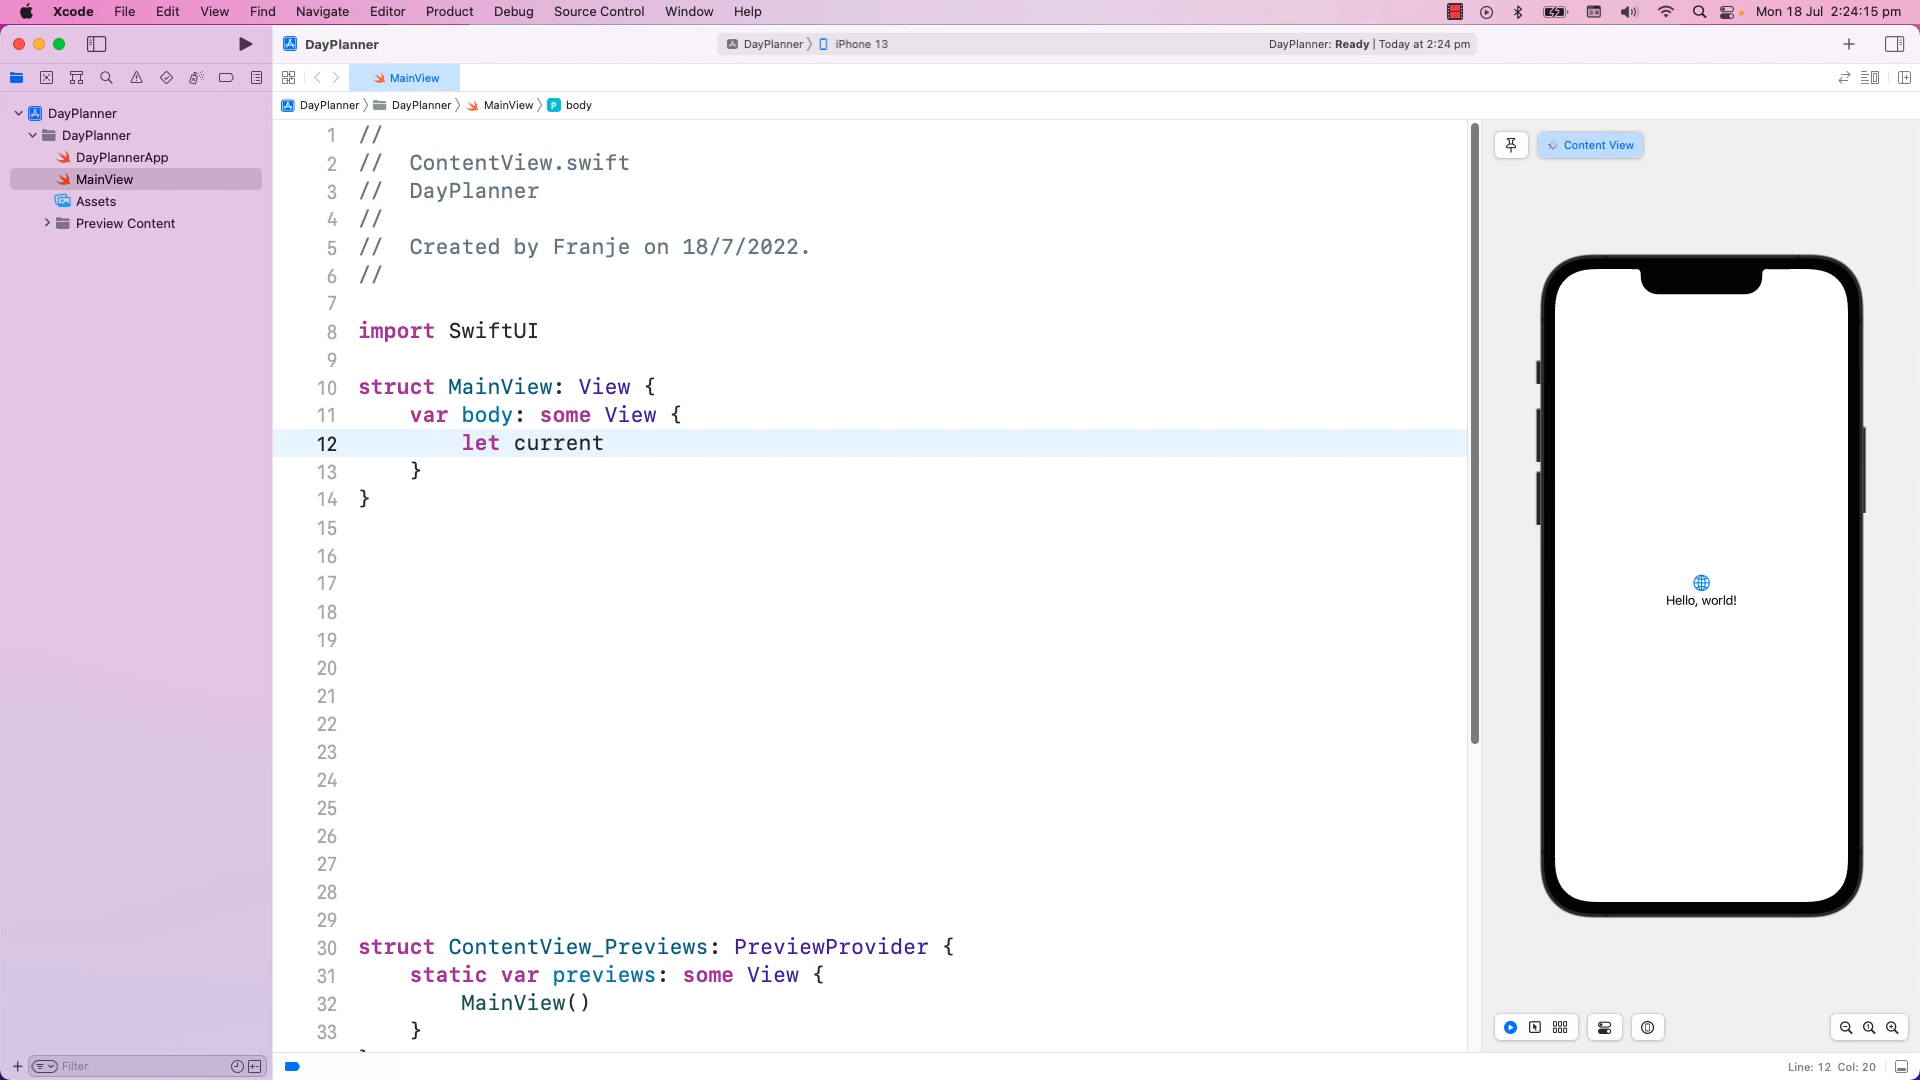 Xcode File Edit View Find Navigate Editor Product Debug Source Control Window Help Mon 18 Jul 2:24:15 pm
DayPlanner DayPlanner iPhone 13 DayPlanner: Ready | Today at 2:24 pm
MainView
DayPlanner DayPlanner MainView P body
DayPlanner
DayPlanner
DayPlannerApp
MainView
Assets
Preview Content
1 //
2 // ContentView.swift
3 // DayPlanner
4 //
5 // Created by Franje on 18/7/2022.
6 //
7
8 import SwiftUI
9
10 struct MainView: View {
11 var body: some View {
12 let current
13 }
14 }
15
16
17
18
19
20
21
22
23
24
25
26
27
28
29
30 struct ContentView_Previews: PreviewProvider {
31 static var previews: some View {
32 MainView()
33 }
Content View
Hello, world!
Filter
Line: 12 Col: 20